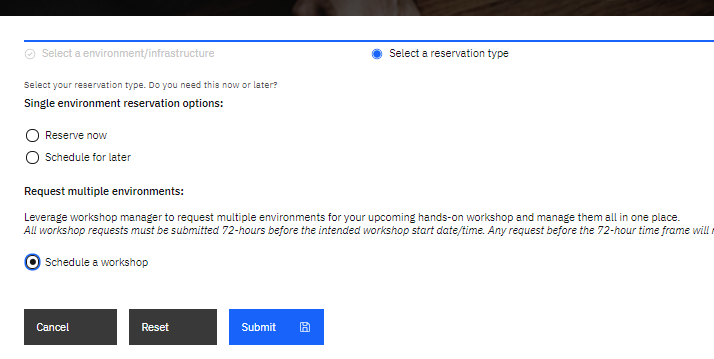 Select a environment/infrastructure
Select a reservation type
Select your reservation type. Do you need this now or later?
Single environment reservation options:
Reserve now
Schedule for later
Request multiple environments:
Leverage workshop manager to request multiple environments for your upcoming hands-on workshop and manage them all in one place.
All workshop requests must be submitted 72-hours before the intended workshop start date/time. Any request before the 72-hour time frame will
Schedule a workshop
Cancel
Reset
Submit